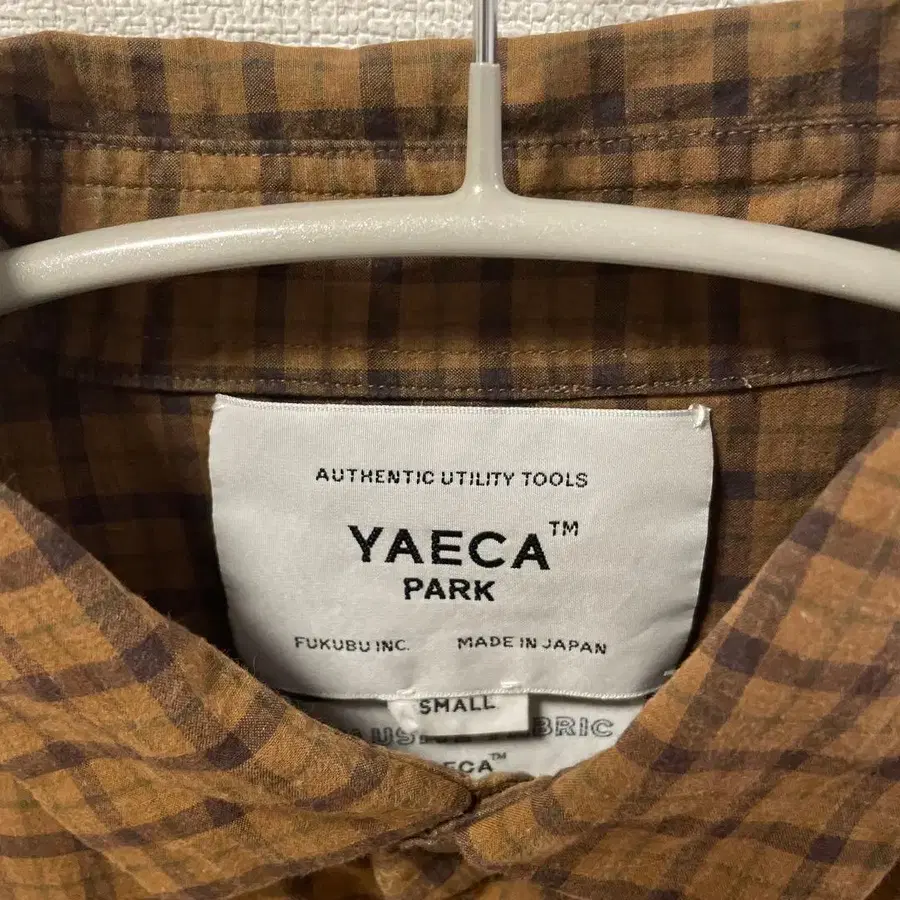 AUTHENTIC UTILITY TOOLS
YAECA™
PARK
FUKUBU INC. MADE IN JAPAN
SMALL